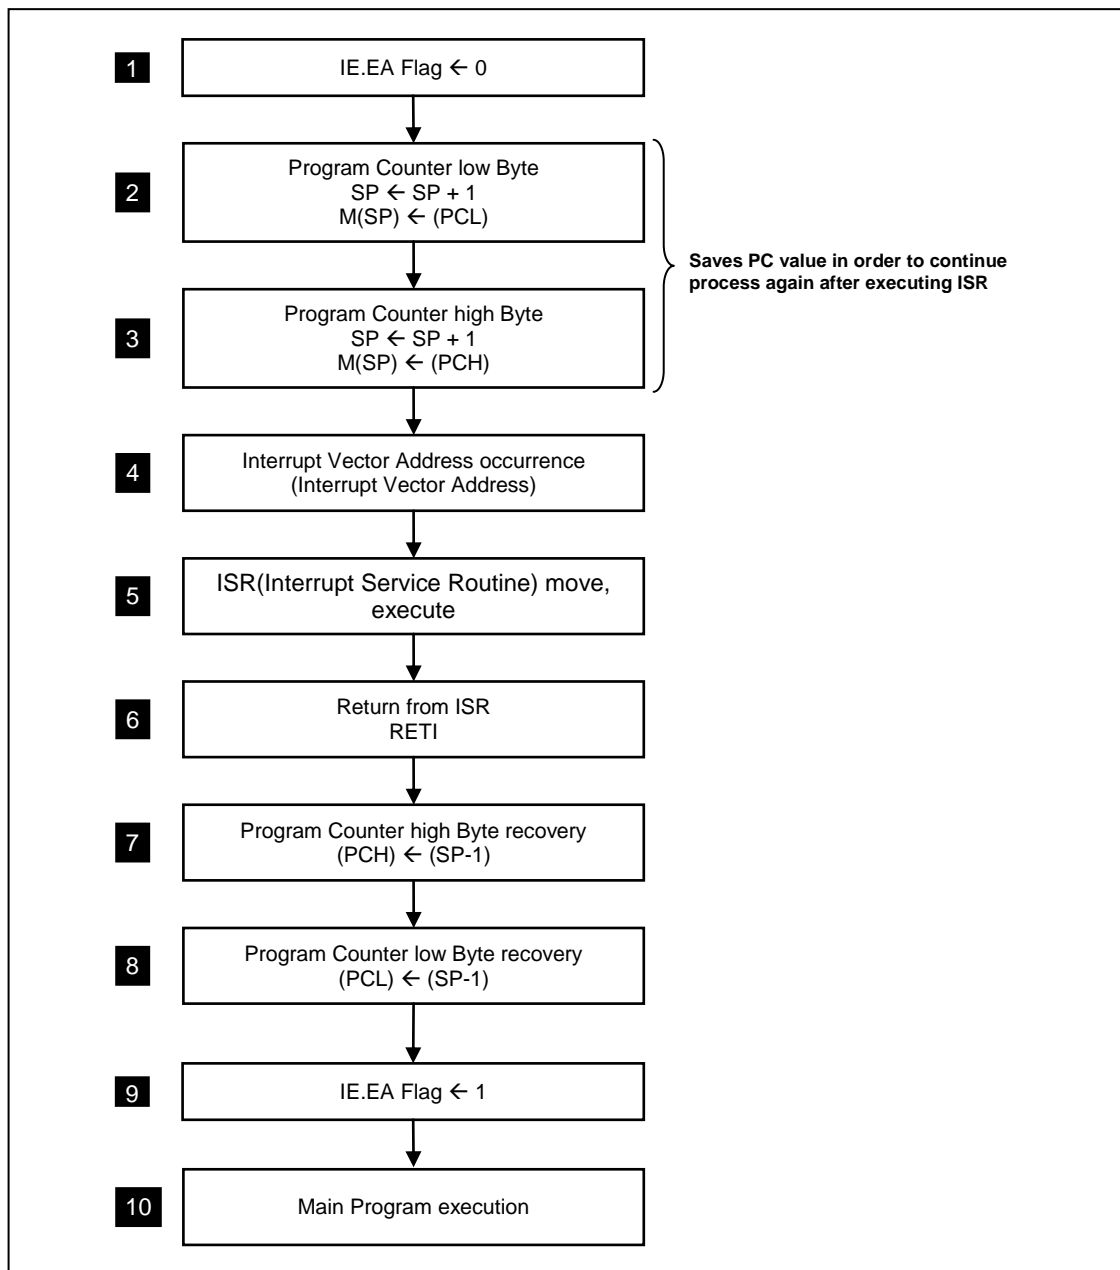 1
IE.EA Flag ← 0
2
Program Counter low Byte
SP ← SP + 1
M(SP) ← (PCL)
Saves PC value in order to continue
process again after executing ISR
3
Program Counter high Byte
SP ← SP + 1
M(SP) ← (PCH)
4
Interrupt Vector Address occurrence
(Interrupt Vector Address)
5
ISR(Interrupt Service Routine) move,
execute
6
Return from ISR
RETI
7
Program Counter high Byte recovery
(PCH) ← (SP-1)
8
Program Counter low Byte recovery
(PCL) ← (SP-1)
9
IE.EA Flag ← 1
10
Main Program execution